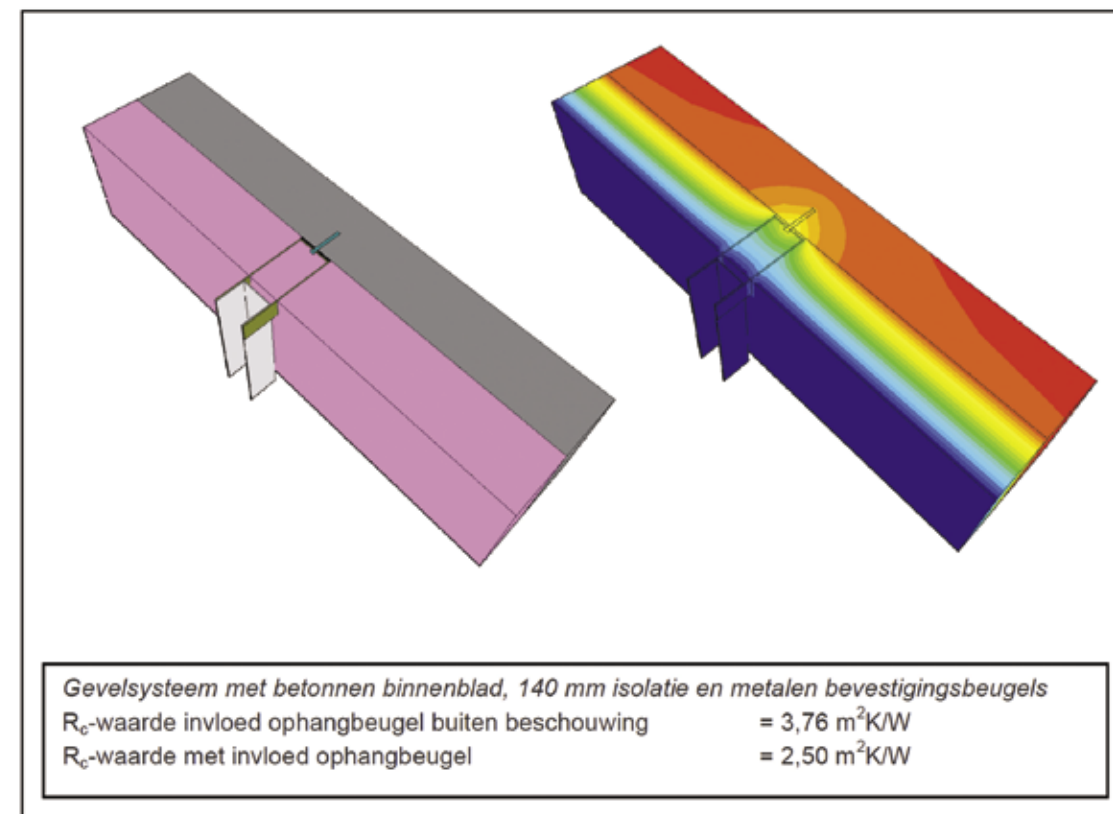 Gevelsysteem met betonnen binnenblad, 140 mm isolatie en metalen bevestigingsbeugels
Rc-waarde invloed ophangbeugel buiten beschouwing = 3,76 m²K/W
Rc-waarde met invloed ophangbeugel = 2,50 m²K/W